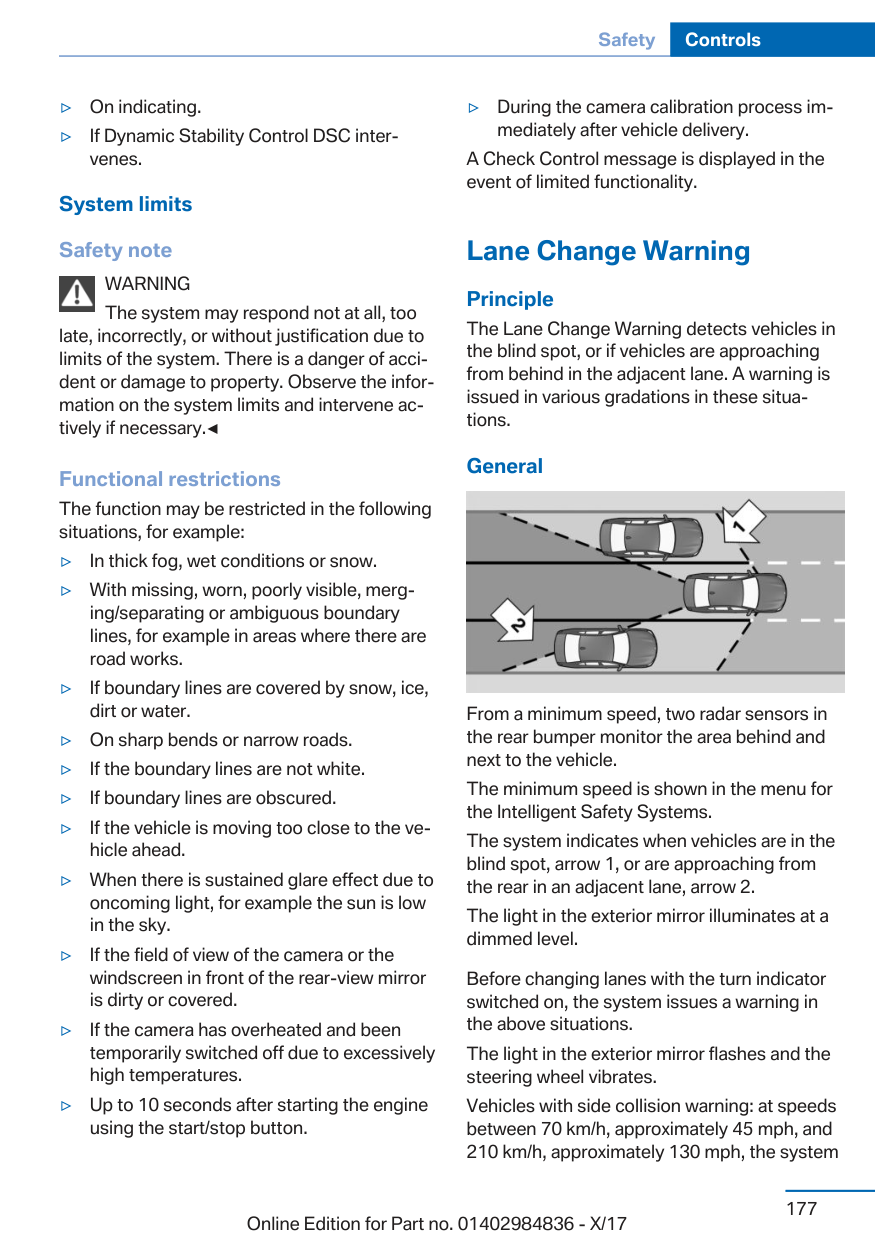 Safety Controls
▷ On indicating.
▷ If Dynamic Stability Control DSC inter‐
venes.
System limits
Safety note
WARNING
The system may respond not at all, too
late, incorrectly, or without justification due to
limits of the system. There is a danger of acci‐
dent or damage to property. Observe the infor‐
mation on the system limits and intervene ac‐
tively if necessary.◄
Functional restrictions
The function may be restricted in the following
situations, for example:
▷ In thick fog, wet conditions or snow.
▷ With missing, worn, poorly visible, merg‐
ing/separating or ambiguous boundary
lines, for example in areas where there are
road works.
▷ If boundary lines are covered by snow, ice,
dirt or water.
▷ On sharp bends or narrow roads.
▷ If the boundary lines are not white.
▷ If boundary lines are obscured.
▷ If the vehicle is moving too close to the ve‐
hicle ahead.
▷ When there is sustained glare effect due to
oncoming light, for example the sun is low
in the sky.
▷ If the field of view of the camera or the
windscreen in front of the rear-view mirror
is dirty or covered.
▷ If the camera has overheated and been
temporarily switched off due to excessively
high temperatures.
▷ Up to 10 seconds after starting the engine
using the start/stop button.
▷ During the camera calibration process im‐
mediately after vehicle delivery.
A Check Control message is displayed in the
event of limited functionality.
Lane Change Warning
Principle
The Lane Change Warning detects vehicles in
the blind spot, or if vehicles are approaching
from behind in the adjacent lane. A warning is
issued in various gradations in these situa‐
tions.
General
1
2
From a minimum speed, two radar sensors in
the rear bumper monitor the area behind and
next to the vehicle.
The minimum speed is shown in the menu for
the Intelligent Safety Systems.
The system indicates when vehicles are in the
blind spot, arrow 1, or are approaching from
the rear in an adjacent lane, arrow 2.
The light in the exterior mirror illuminates at a
dimmed level.
Before changing lanes with the turn indicator
switched on, the system issues a warning in
the above situations.
The light in the exterior mirror flashes and the
steering wheel vibrates.
Vehicles with side collision warning: at speeds
between 70 km/h, approximately 45 mph, and
210 km/h, approximately 130 mph, the system
177
Online Edition for Part no. 01402984836 - X/17